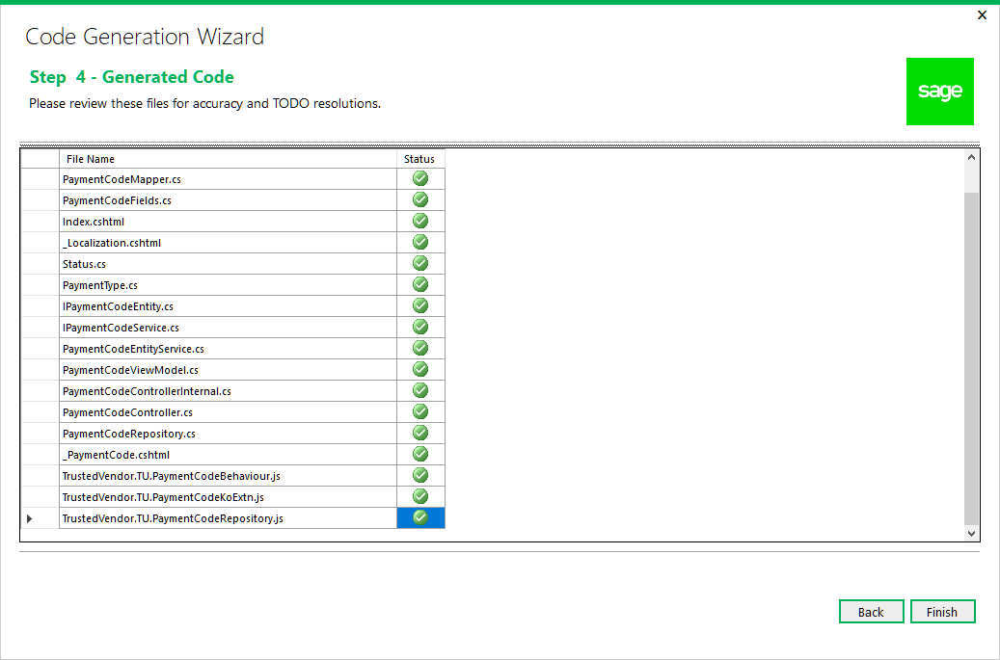 Code Generation Wizard
Step 4 - Generated Code
Please review these files for accuracy and TODO resolutions.
sage
File Name Status
PaymentCodeMapper.cs
PaymentCodeFields.cs
Index.cshtml
_Localization.cshtml
Status.cs
PaymentType.cs
IPaymentCodeEntity.cs
IPaymentCodeService.cs
PaymentCodeEntityService.cs
PaymentCodeViewModel.cs
PaymentCodeControllerInternal.cs
PaymentCodeController.cs
PaymentCodeRepository.cs
_PaymentCode.cshtml
TrustedVendor.TU.PaymentCodeBehaviour.js
TrustedVendor.TU.PaymentCodeKoExtn.js
TrustedVendor.TU.PaymentCodeRepository.js
Back Finish